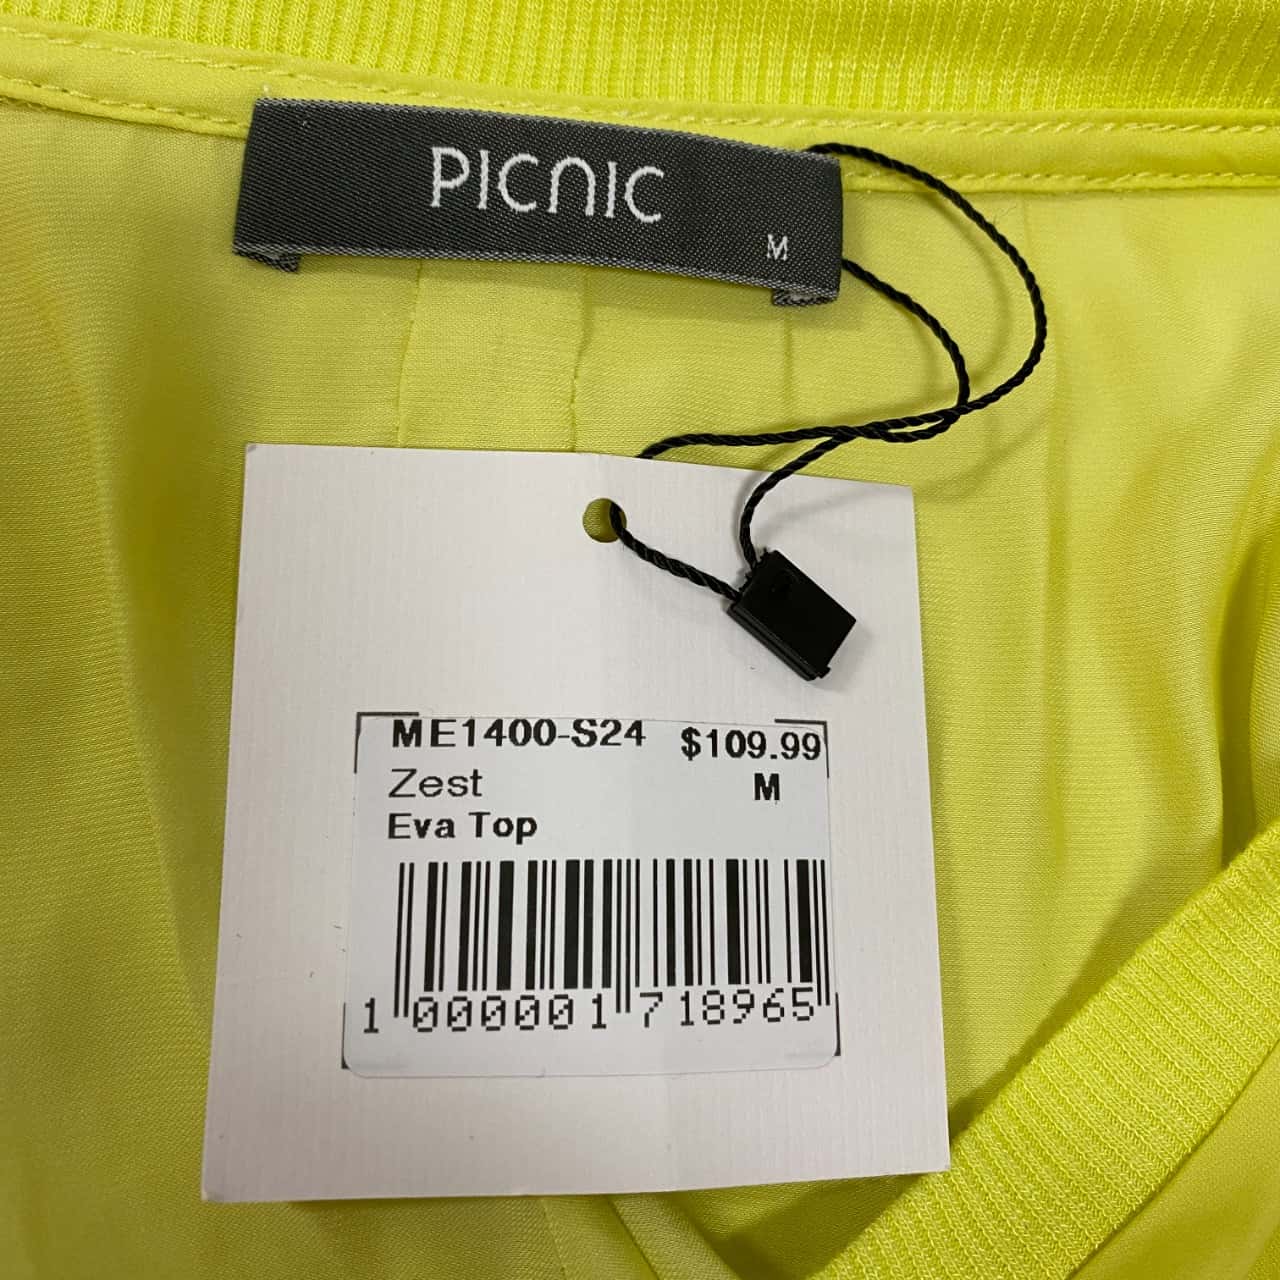 PICNIC
M
ME1400-S24 $109.99
Zest M
Eva Top
1 000001 718965